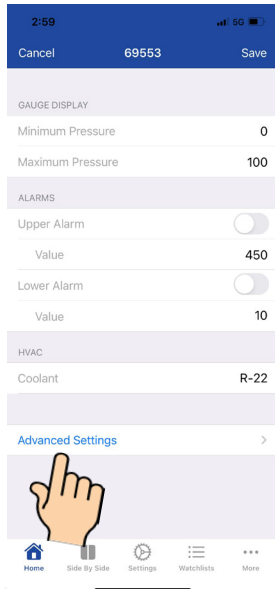 2:59 5G
Cancel 69553 Save
GAUGE DISPLAY
Minimum Pressure 0
Maximum Pressure 100
ALARMS
Upper Alarm
Value 450
Lower Alarm
Value 10
HVAC
Coolant R-22
Advanced Settings
Home Side By Side Settings Watchlists More